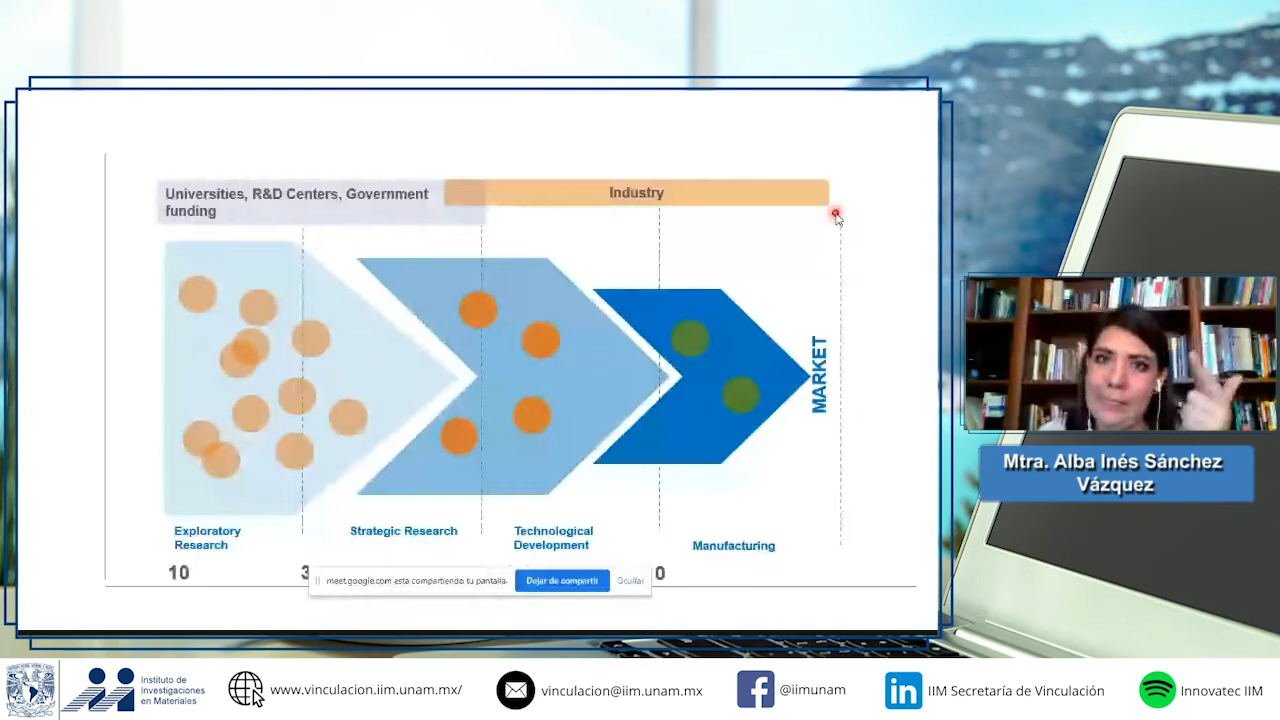 Universities, R&D Centers, Government
funding
Industry
MARKET
Exploratory
Research
Strategic Research
Technological
Development
Manufacturing
10
3
0
meet.google.com está compartiendo tu pantalla.
Dejar de compartir
Ocultar
Mtra. Alba Inés Sánchez
Vázquez
Instituto de
Investigaciones
en Materiales
www.vinculacion.iim.unam.mx/
vinculacion@iim.unam.mx
@iimunam
IIM Secretaría de Vinculación
Innovatec IIM